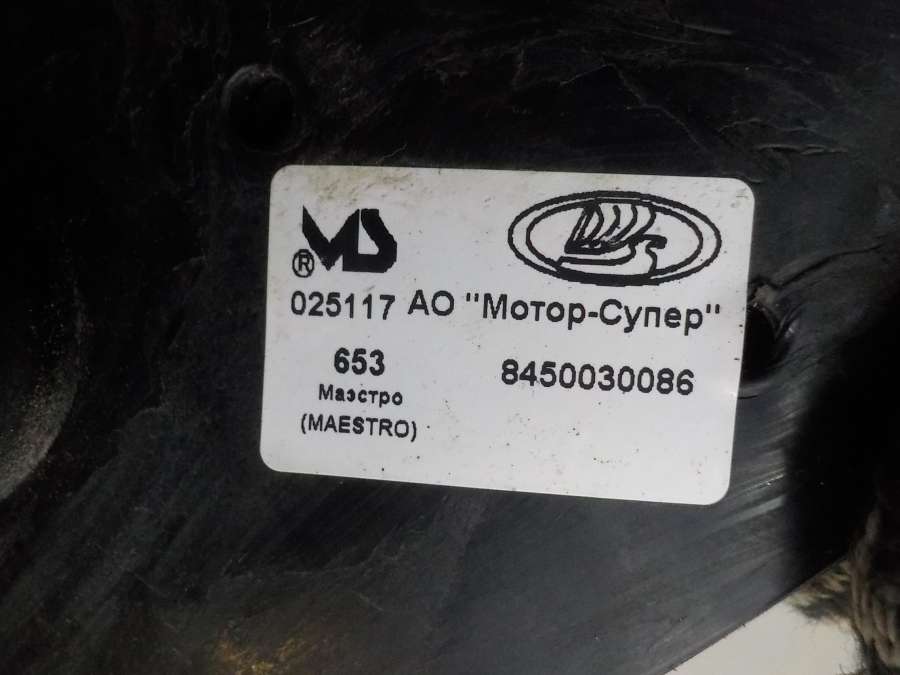 MS
®
025117 АО "Мотор-Супер"
653
8450030086
Маэстро
(MAESTRO)